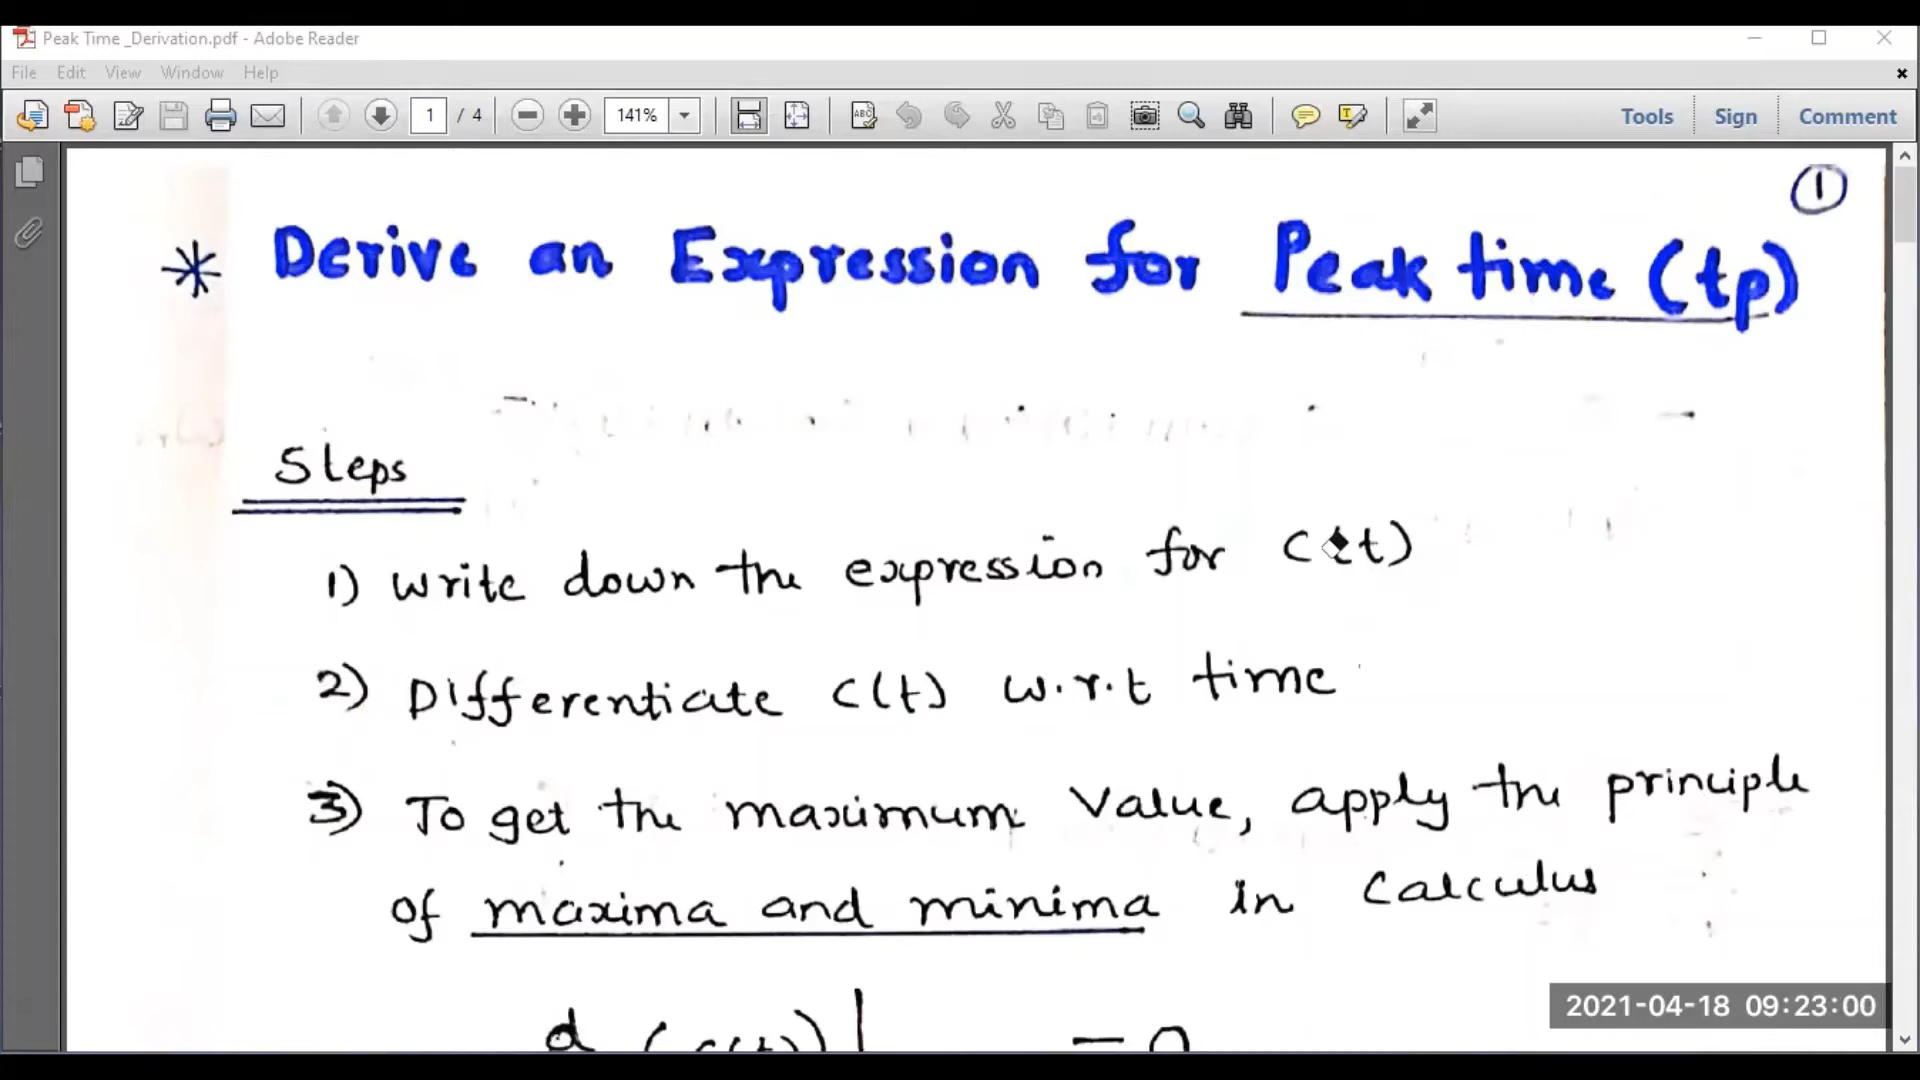 Peak Time _Derivation.pdf - Adobe Reader
File Edit View Window Help
1 / 4 141% Tools Sign Comment
1
* Derive an Expression for Peak time (tp)
Steps
1) write down the expression for c(t)
2) Differentiate c(t) w.r.t time
3) To get the maximum value, apply the principle
of maxima and minima in calculus
d (c(t)) | = 0
2021-04-18 09:23:00